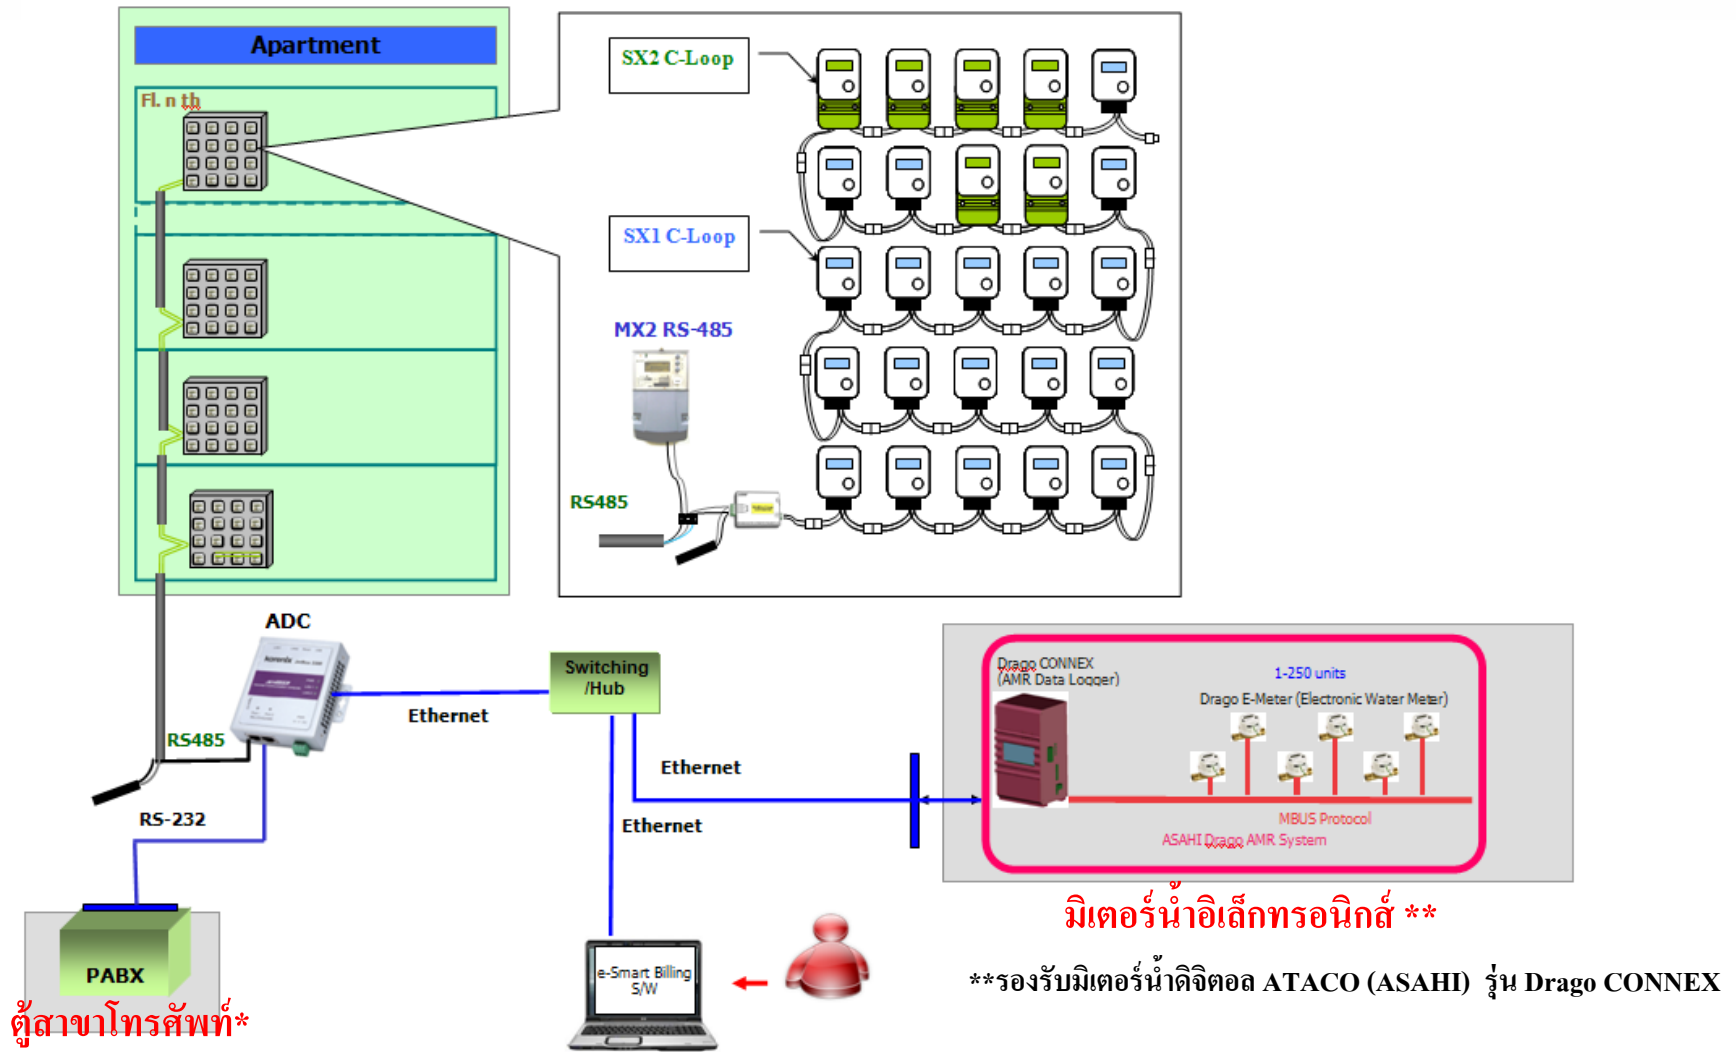 Apartment
Fl. n th
SX2 C-Loop
SX1 C-Loop
MX2 RS-485
RS485
ADC
korenix
RS485
RS-232
PABX
ตู้สาขาโทรศัพท์*
Ethernet
Switching
/Hub
Ethernet
Ethernet
e-Smart Billing
S/W
Drago CONNEX
(AMR Data Logger)
1-250 units
Drago E-Meter (Electronic Water Meter)
MBUS Protocol
ASAHI Drago AMR System
มิเตอร์น้ำอิเล็กทรอนิกส์ **
**รองรับมิเตอร์น้ำดิจิตอล ATACO (ASAHI) รุ่น Drago CONNEX